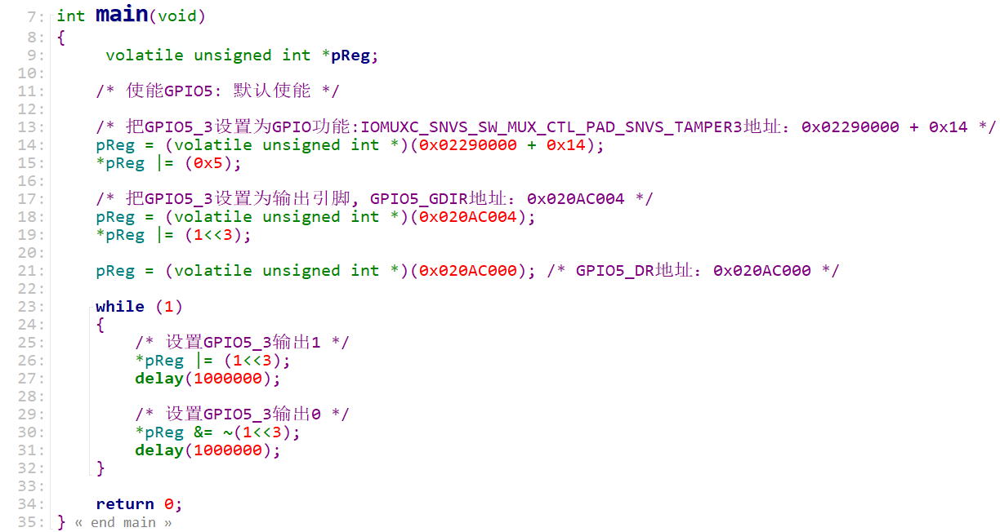 7: int main(void)
8: {
9:      volatile unsigned int *pReg;
10:
11:     /* 使能GPIO5: 默认使能 */
12:
13:     /* 把GPIO5_3设置为GPIO功能:IOMUXC_SNVS_SW_MUX_CTL_PAD_SNVS_TAMPER3地址：0x02290000 + 0x14 */
14:     pReg = (volatile unsigned int *)(0x02290000 + 0x14);
15:     *pReg |= (0x5);
16:
17:     /* 把GPIO5_3设置为输出引脚, GPIO5_GDIR地址：0x020AC004 */
18:     pReg = (volatile unsigned int *)(0x020AC004);
19:     *pReg |= (1<<3);
20:
21:     pReg = (volatile unsigned int *)(0x020AC000); /* GPIO5_DR地址：0x020AC000 */
22:
23:     while (1)
24:     {
25:         /* 设置GPIO5_3输出1 */
26:         *pReg |= (1<<3);
27:         delay(1000000);
28:
29:         /* 设置GPIO5_3输出0 */
30:         *pReg &= ~(1<<3);
31:         delay(1000000);
32:     }
33:
34:     return 0;
35: } « end main »